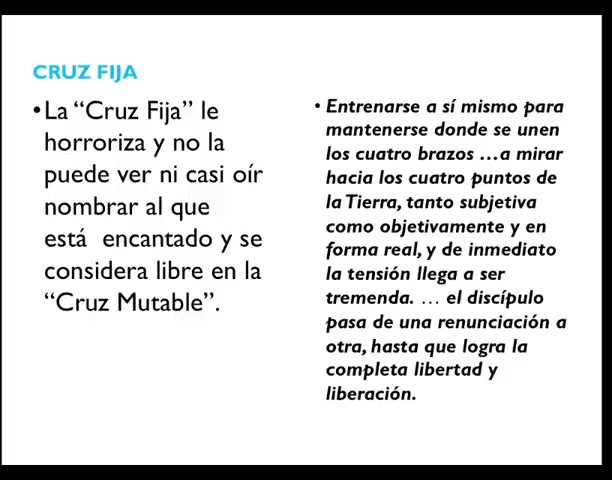 CRUZ FIJA
•La “Cruz Fija” le
horroriza y no la
puede ver ni casi oír
nombrar al que
está encantado y se
considera libre en la
“Cruz Mutable”.
• Entrenarse a sí mismo para
mantenerse donde se unen
los cuatro brazos …a mirar
hacia los cuatro puntos de
la Tierra, tanto subjetiva
como objetivamente y en
forma real, y de inmediato
la tensión llega a ser
tremenda. … el discípulo
pasa de una renunciación a
otra, hasta que logra la
completa libertad y
liberación.